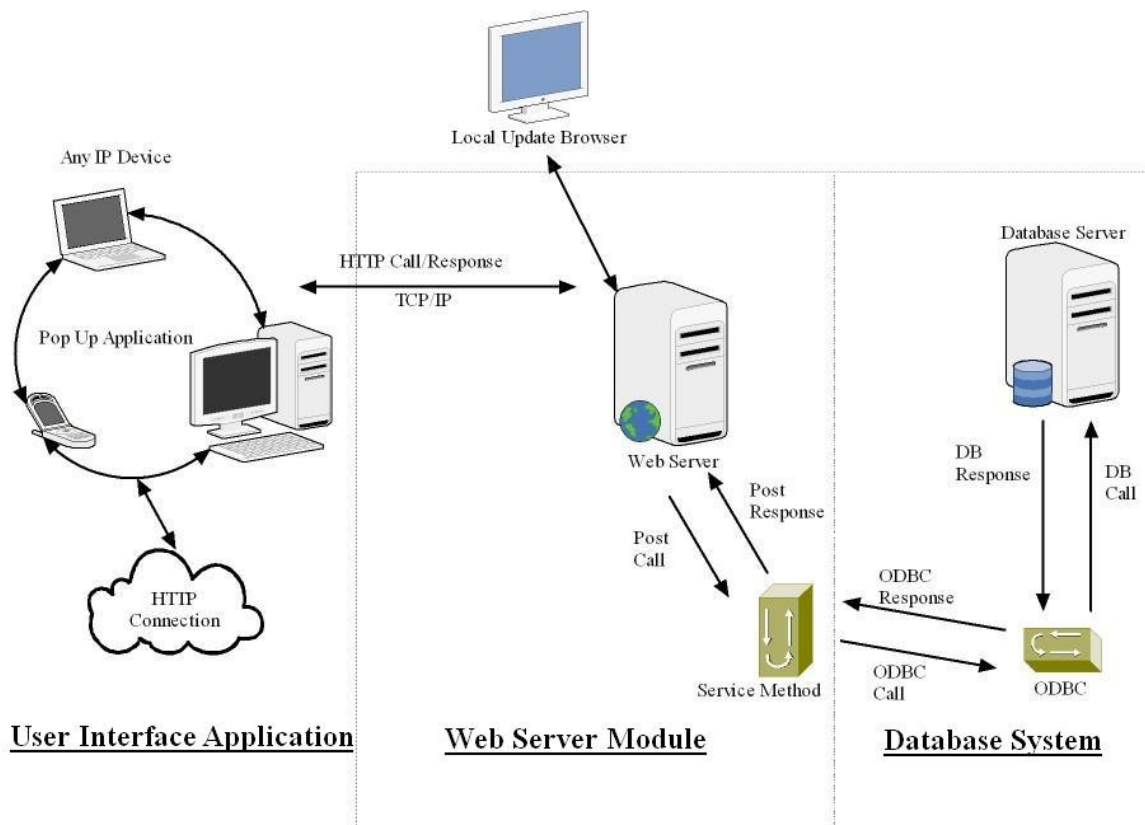 Local Update Browser
Any IP Device
Database Server
HTTP Call/Response
TCP/IP
Pop Up Application
Web Server
DB
Response
DB
Call
Post
Response
Post
Call
ODBC
Response
HTTP
Connection
ODBC
Call
Service Method
ODBC
User Interface Application
Web Server Module
Database System